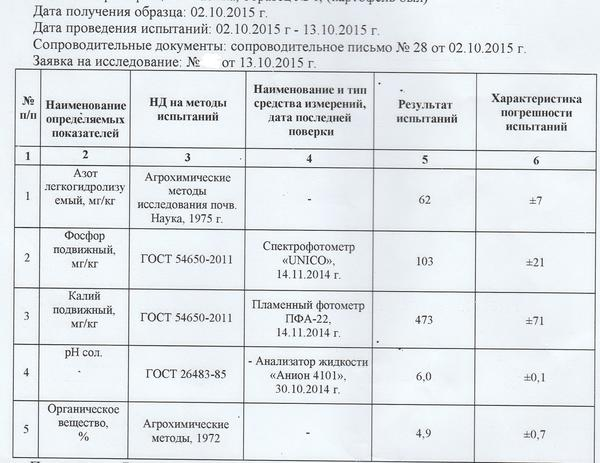 (картофель был)
Дата получения образца: 02.10.2015 г.
Дата проведения испытаний: 02.10.2015 г - 13.10.2015 г.
Сопроводительные документы: сопроводительное письмо № 28 от 02.10.2015 г.
Заявка на исследование: № от 13.10.2015 г.
№ п/п
Наименование определяемых показателей
НД на методы испытаний
Наименование и тип средства измерений, дата последней поверки
Результат испытаний
Характеристика погрешности испытаний
1 2 3 4 5 6
1
Азот
легкогидролизу
емый, мг/кг
Агрохимические
методы
исследования почв.
Наука, 1975 г.
-
62
±7
2
Фосфор
подвижный,
мг/кг
ГОСТ 54650-2011
Спектрофотометр
«UNICO»,
14.11.2014 г.
103
±21
3
Калий
подвижный,
мг/кг
ГОСТ 54650-2011
Пламенный фотометр
ПФА-22,
14.11.2014 г.
473
±71
4
pH сол.
ГОСТ 26483-85
- Анализатор жидкости
«Анион 4101»,
30.10.2014 г.
6,0
±0,1
5
Органическое
вещество,
%
Агрохимические
методы, 1972
-
4,9
±0,7